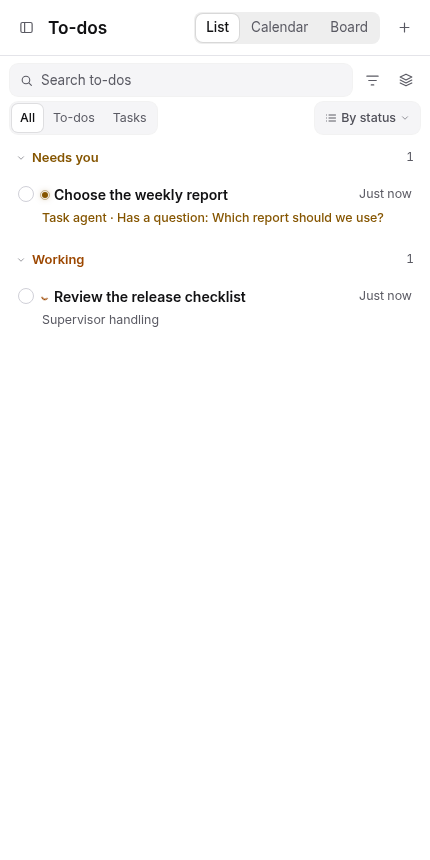 To-dos
List
Calendar
Board
Search to-dos
All
To-dos
Tasks
By status
Needs you
1
Choose the weekly report
Just now
Task agent · Has a question: Which report should we use?
Working
1
Review the release checklist
Just now
Supervisor handling